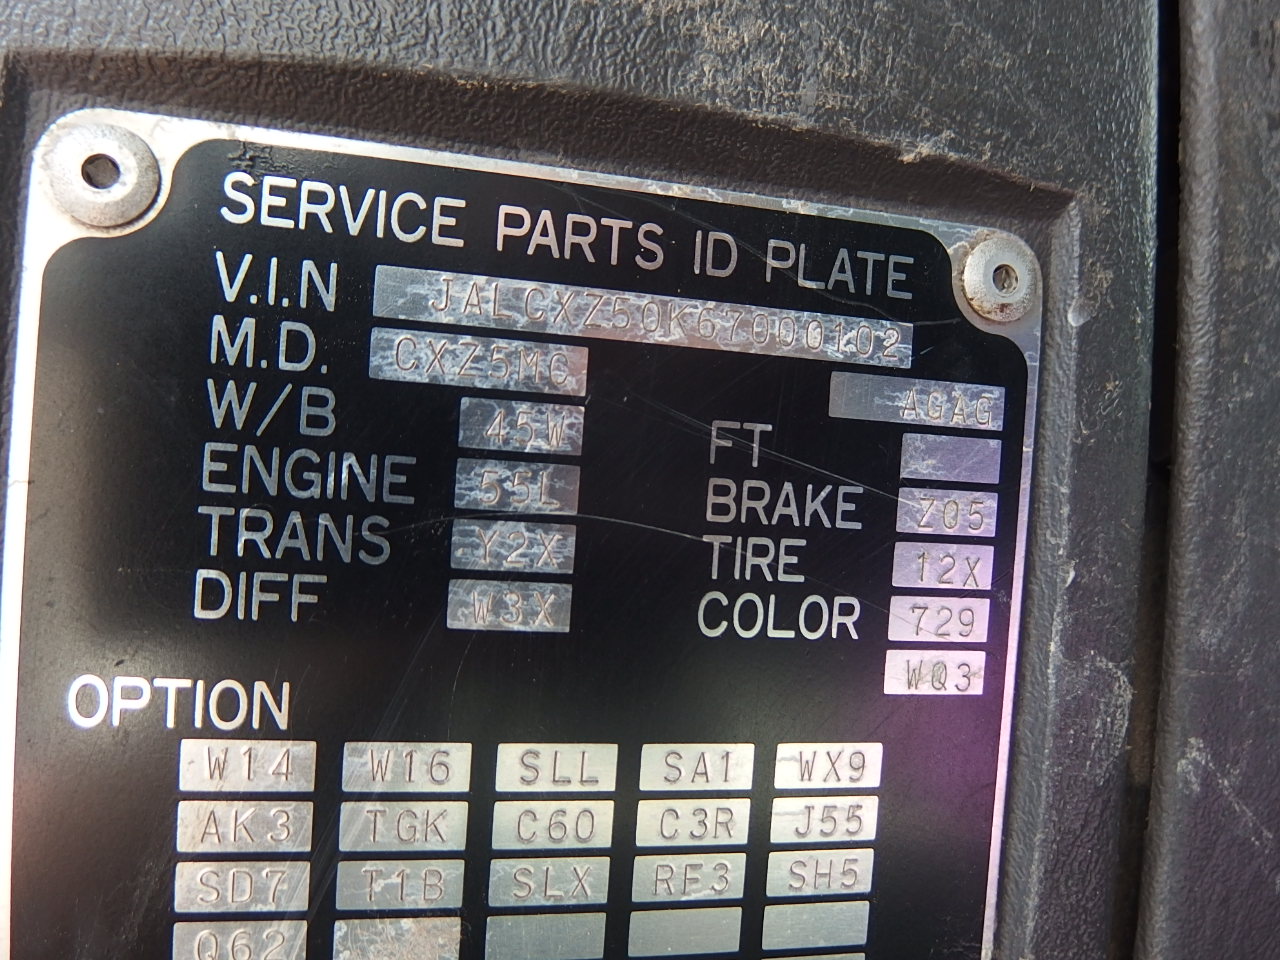 SERVICE PARTS ID PLATE
V.I.N JALCXZ50K67000102
M.D. CXZ5MC AGAG
W/B 45W FT
ENGINE 55L BRAKE Z05
TRANS Y2X TIRE 12X
DIFF W3X COLOR 729
WQ3
OPTION
W14 W16 SLL SA1 WX9
AK3 TGK C60 C3R J55
SD7 T1B SLX RF3 SH5
Q62